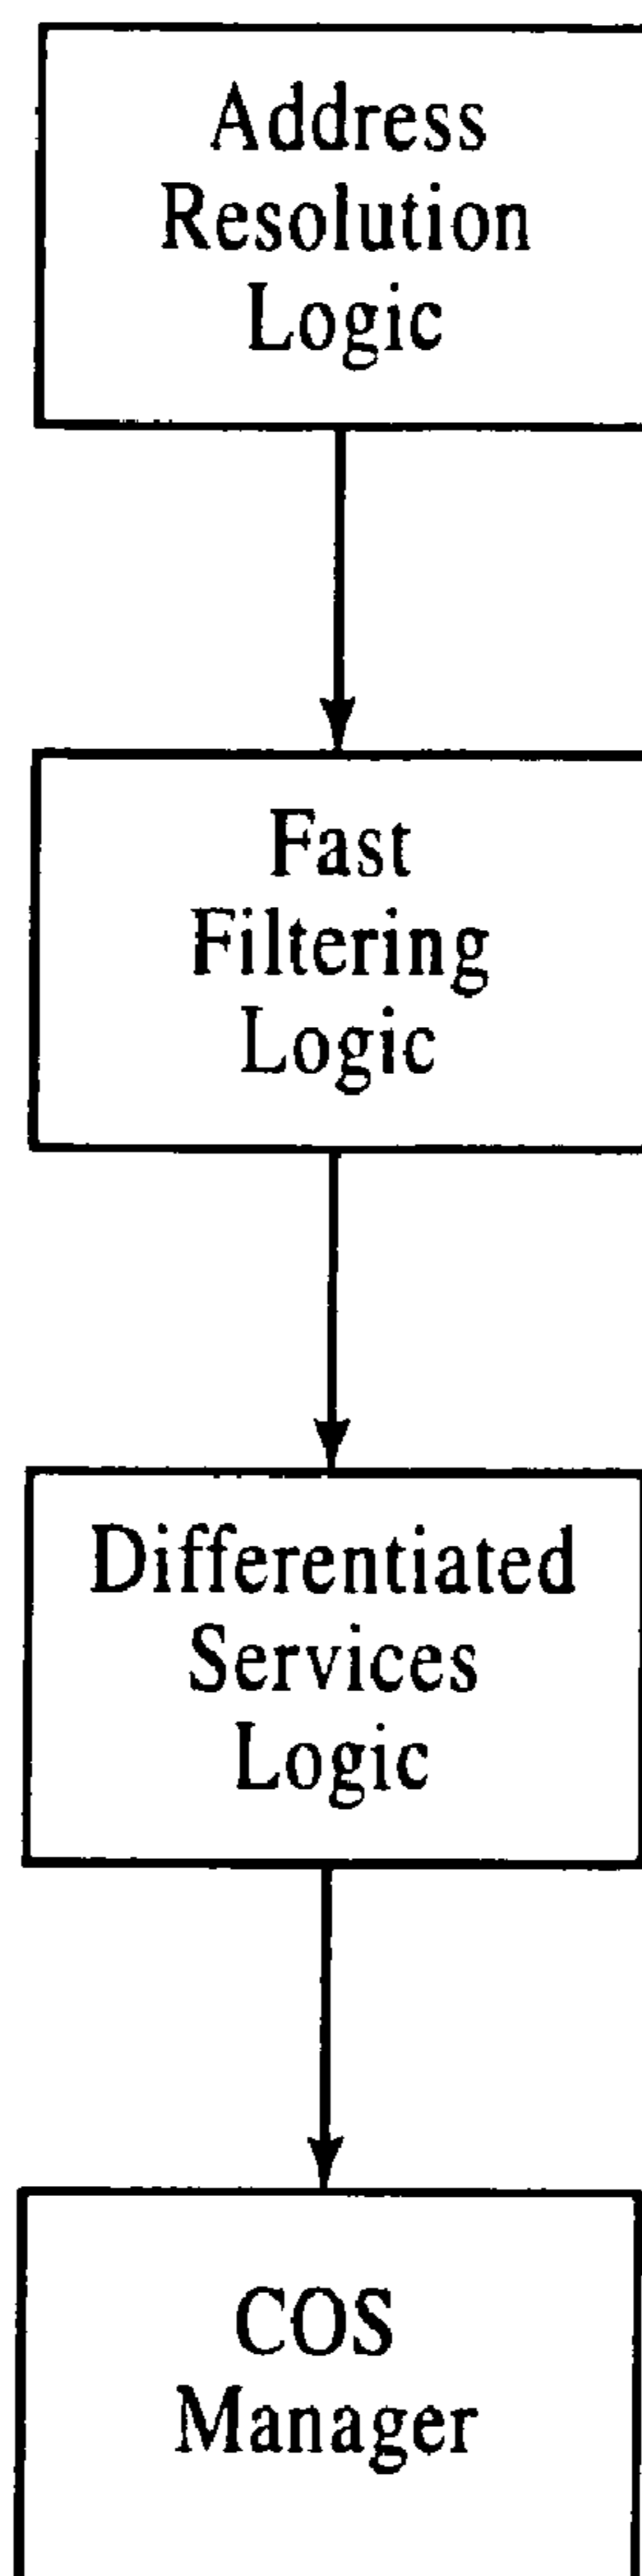 Address
Resolution
Logic
Fast
Filtering
Logic
Differentiated
Services
Logic
COS
Manager